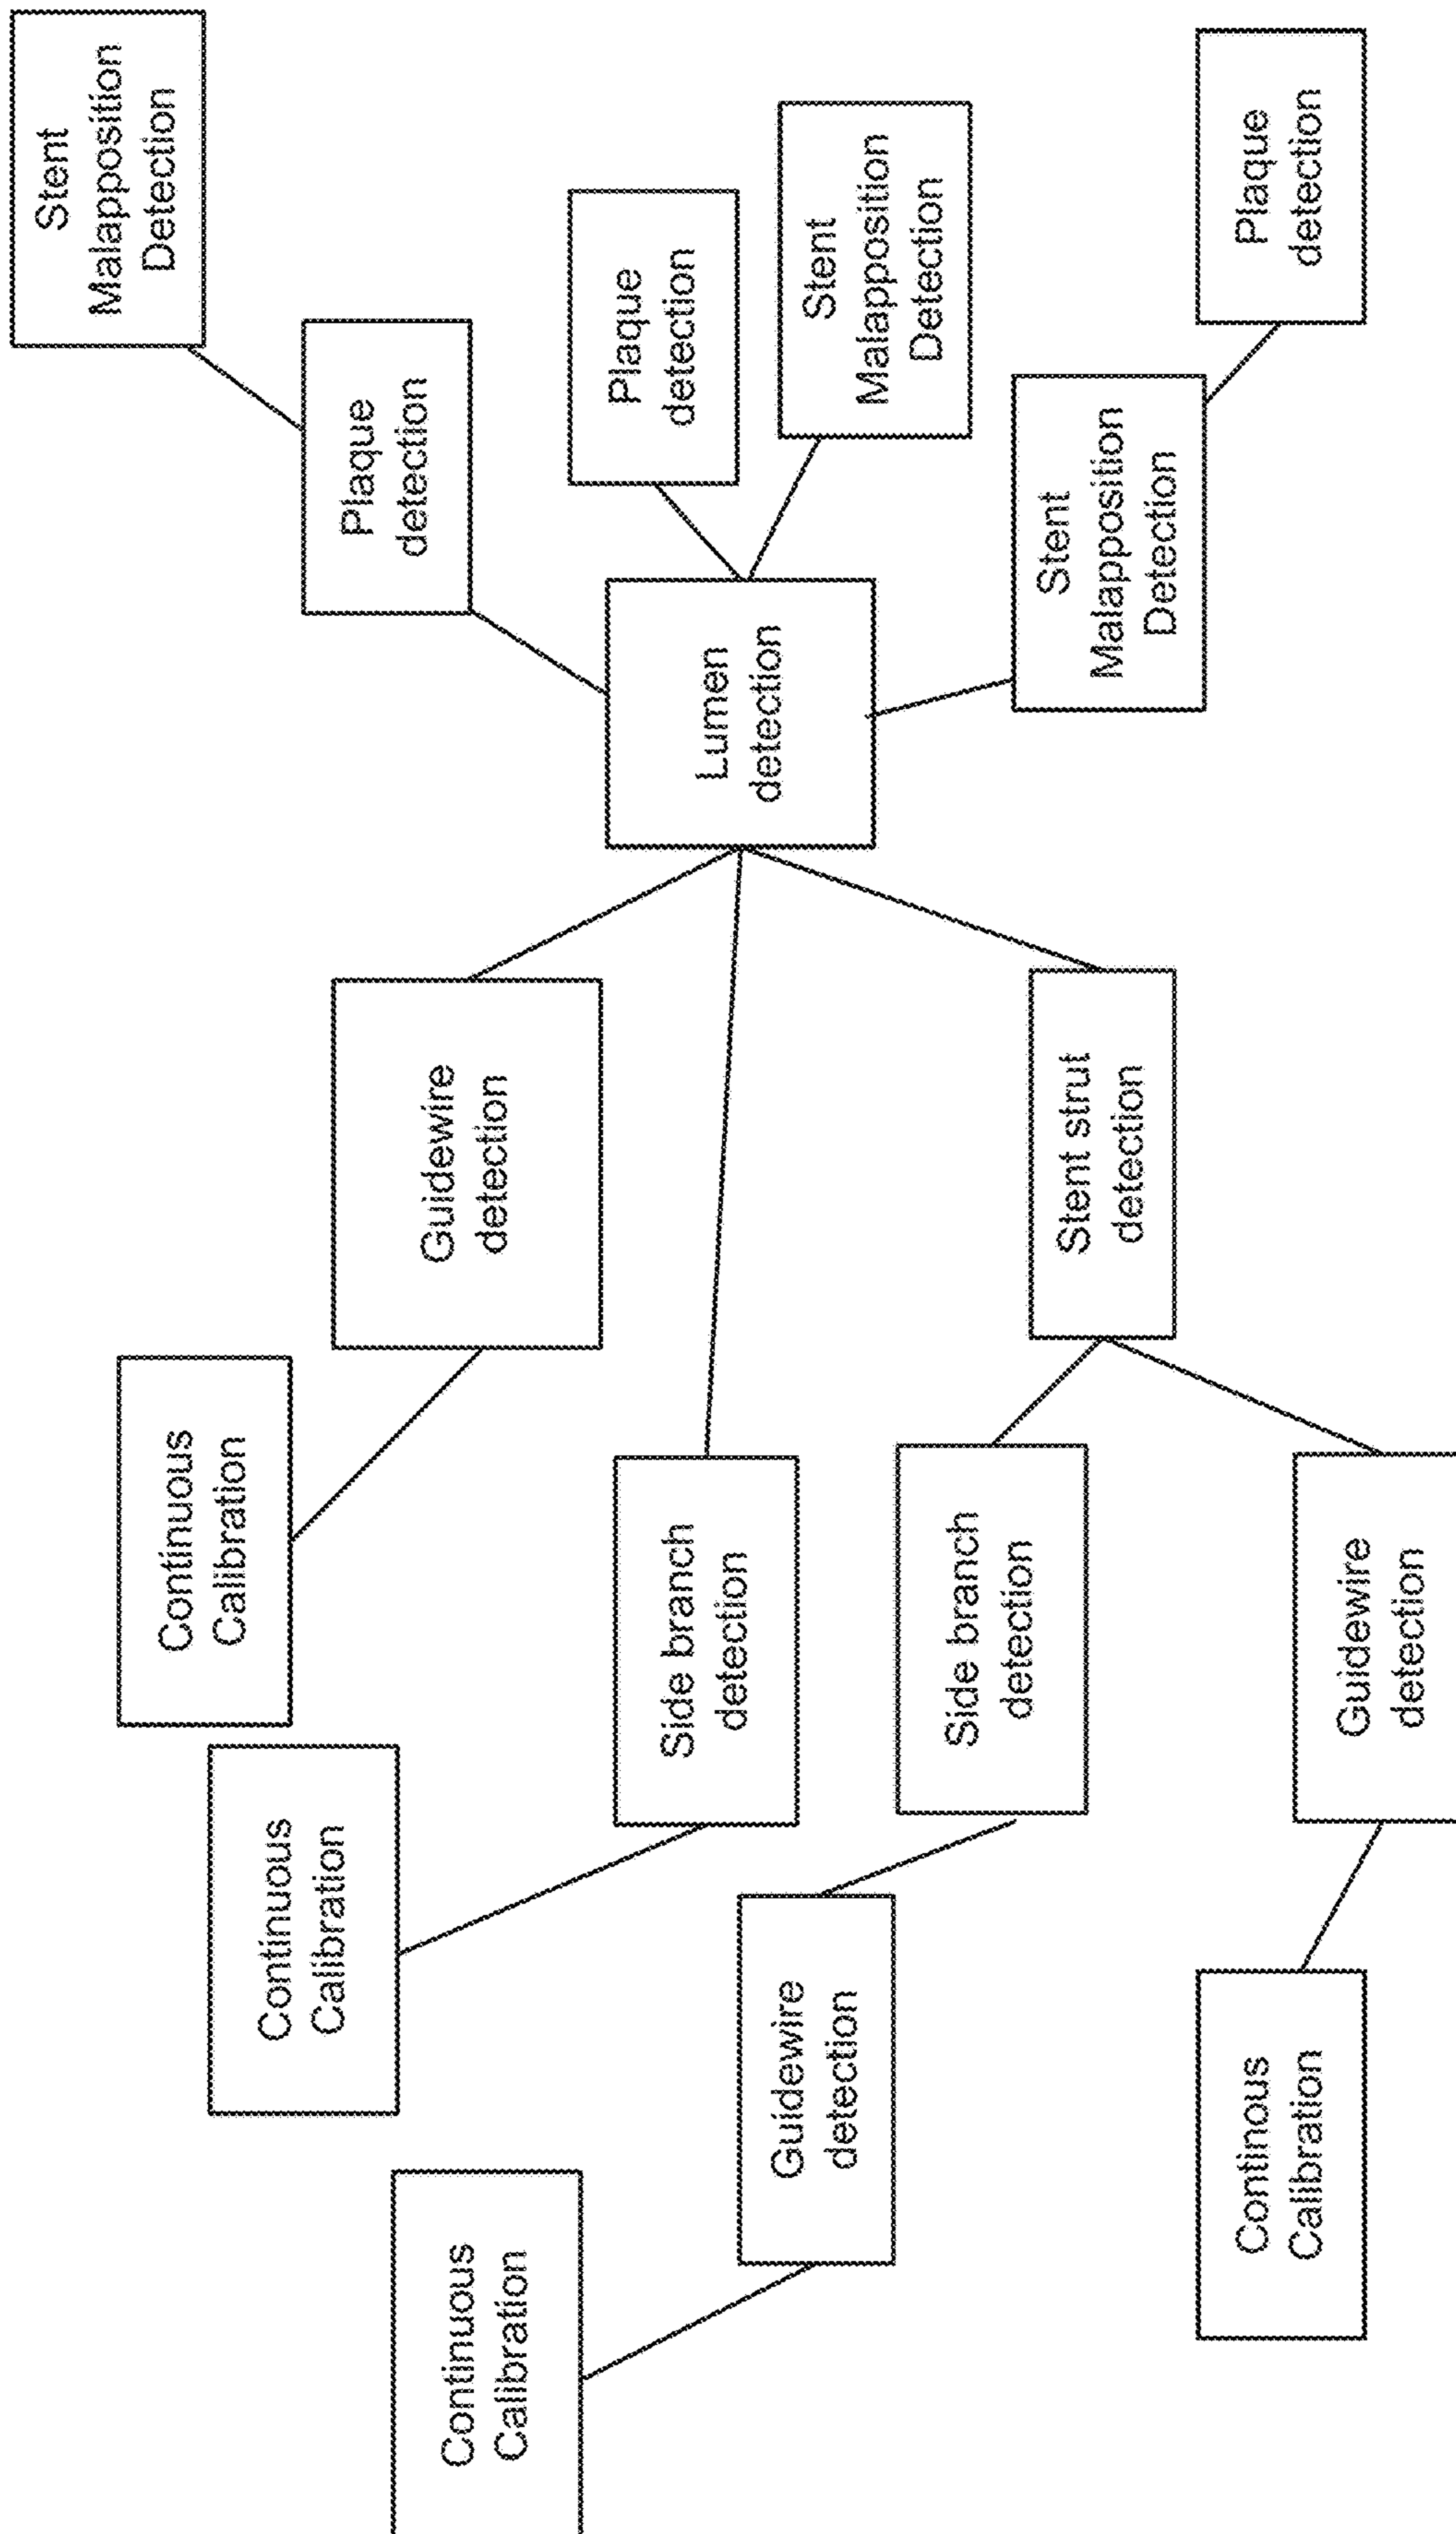 Stent
Malapposition
Detection
Continuous
Calibration
Continuous
Calibration
Plaque
detection
Guidewire
detection
Continuous
Calibration
Plaque
detection
Side branch
detection
Lumen
detection
Guidewire
detection
Stent
Malapposition
Detection
Side branch
detection
Stent strut
detection
Stent
Malapposition
Detection
Continous
Calibration
Plaque
detection
Guidewire
detection